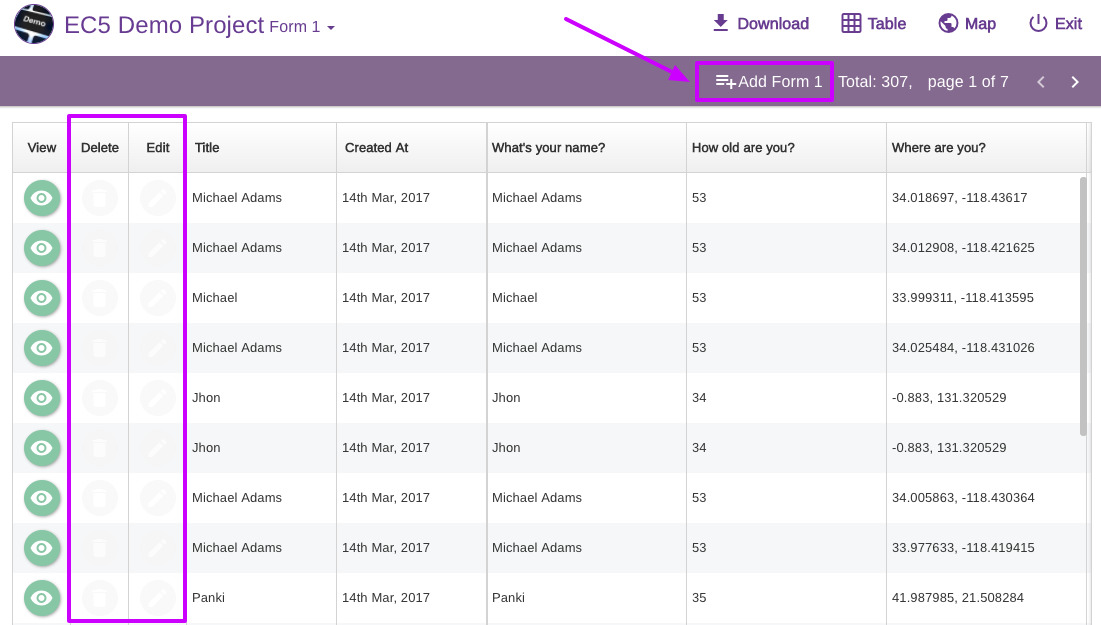 Demo
EC5 Demo Project Form 1
Download Table Map Exit
Add Form 1 Total: 307, page 1 of 7
View Delete Edit Title Created At What's your name? How old are you? Where are you?
Michael Adams 14th Mar, 2017 Michael Adams 53 34.018697, -118.43617
Michael Adams 14th Mar, 2017 Michael Adams 53 34.012908, -118.421625
Michael 14th Mar, 2017 Michael 53 33.999311, -118.413595
Michael Adams 14th Mar, 2017 Michael Adams 53 34.025484, -118.431026
Jhon 14th Mar, 2017 Jhon 34 -0.883, 131.320529
Jhon 14th Mar, 2017 Jhon 34 -0.883, 131.320529
Michael Adams 14th Mar, 2017 Michael Adams 53 34.005863, -118.430364
Michael Adams 14th Mar, 2017 Michael Adams 53 33.977633, -118.419415
Panki 14th Mar, 2017 Panki 35 41.987985, 21.508284